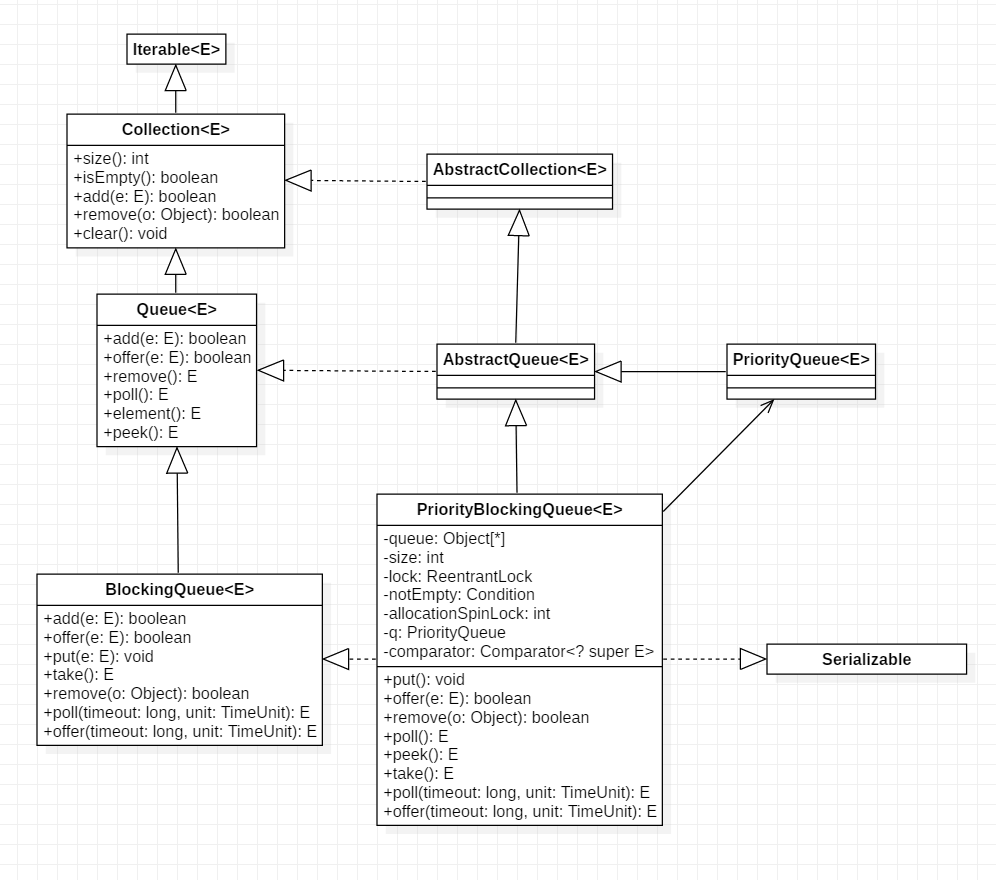 Iterable<E>
Collection<E>
+size(): int
+isEmpty(): boolean
+add(e: E): boolean
+remove(o: Object): boolean
+clear(): void
AbstractCollection<E>
Queue<E>
+add(e: E): boolean
+offer(e: E): boolean
+remove(): E
+poll(): E
+element(): E
+peek(): E
AbstractQueue<E>
PriorityQueue<E>
BlockingQueue<E>
+add(e: E): boolean
+offer(e: E): boolean
+put(e: E): void
+take(): E
+remove(o: Object): boolean
+poll(timeout: long, unit: TimeUnit): E
+offer(timeout: long, unit: TimeUnit): E
PriorityBlockingQueue<E>
-queue: Object[*]
-size: int
-lock: ReentrantLock
-notEmpty: Condition
-allocationSpinLock: int
-q: PriorityQueue
-comparator: Comparator<? super E>
+put(): void
+offer(e: E): boolean
+remove(o: Object): boolean
+poll(): E
+peek(): E
+take(): E
+poll(timeout: long, unit: TimeUnit): E
+offer(timeout: long, unit: TimeUnit): E
Serializable